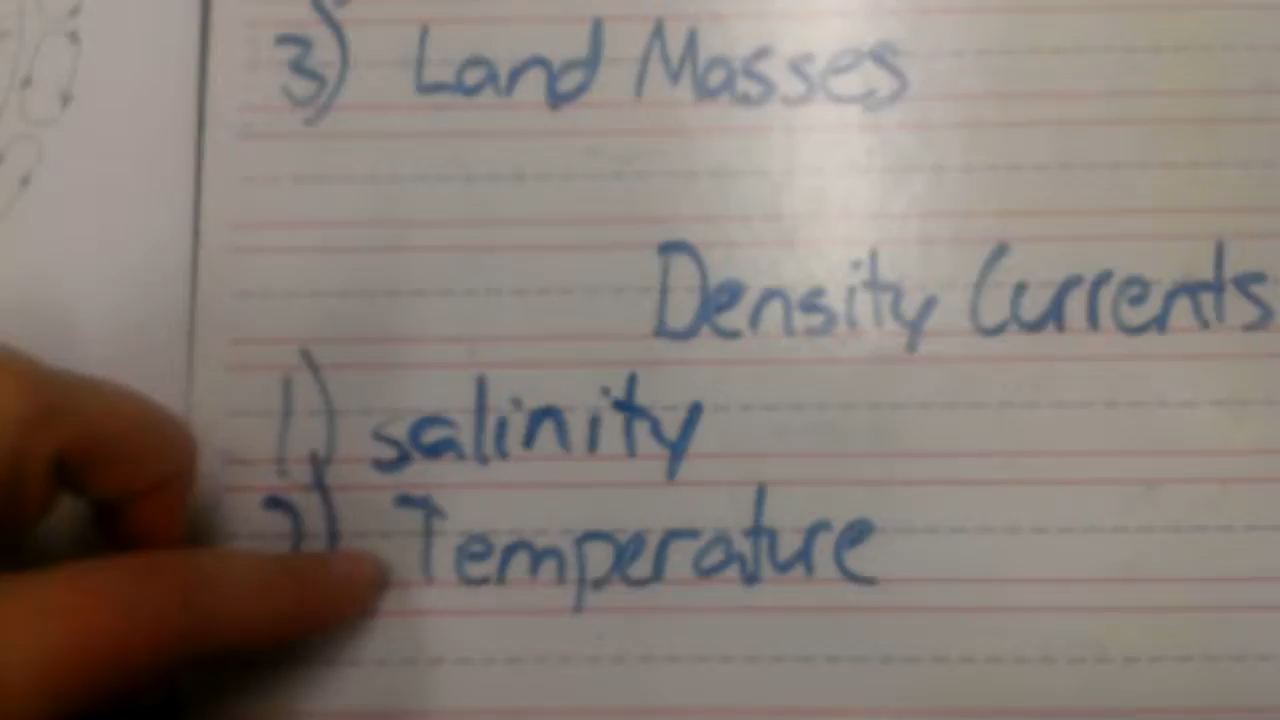 3) Land Masses
Density Currents
1) salinity
2) Temperature